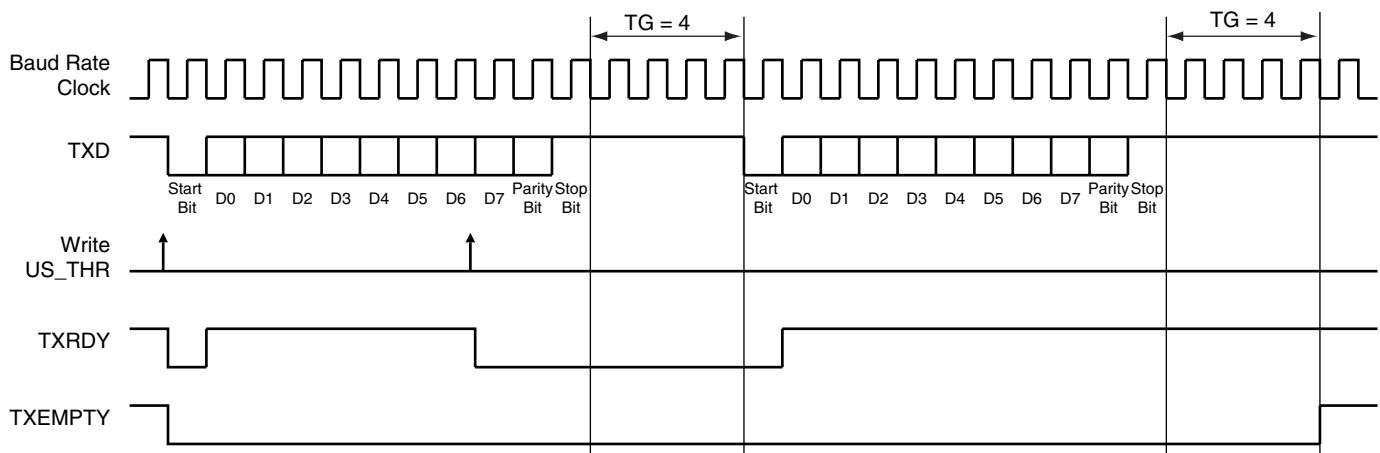 TG = 4
TG = 4
Baud Rate
Clock
TXD
Start
Bit
D0
D1
D2
D3
D4
D5
D6
D7
Parity
Bit
Stop
Bit
Start
Bit
D0
D1
D2
D3
D4
D5
D6
D7
Parity
Bit
Stop
Bit
Write
US_THR
TXRDY
TXEMPTY